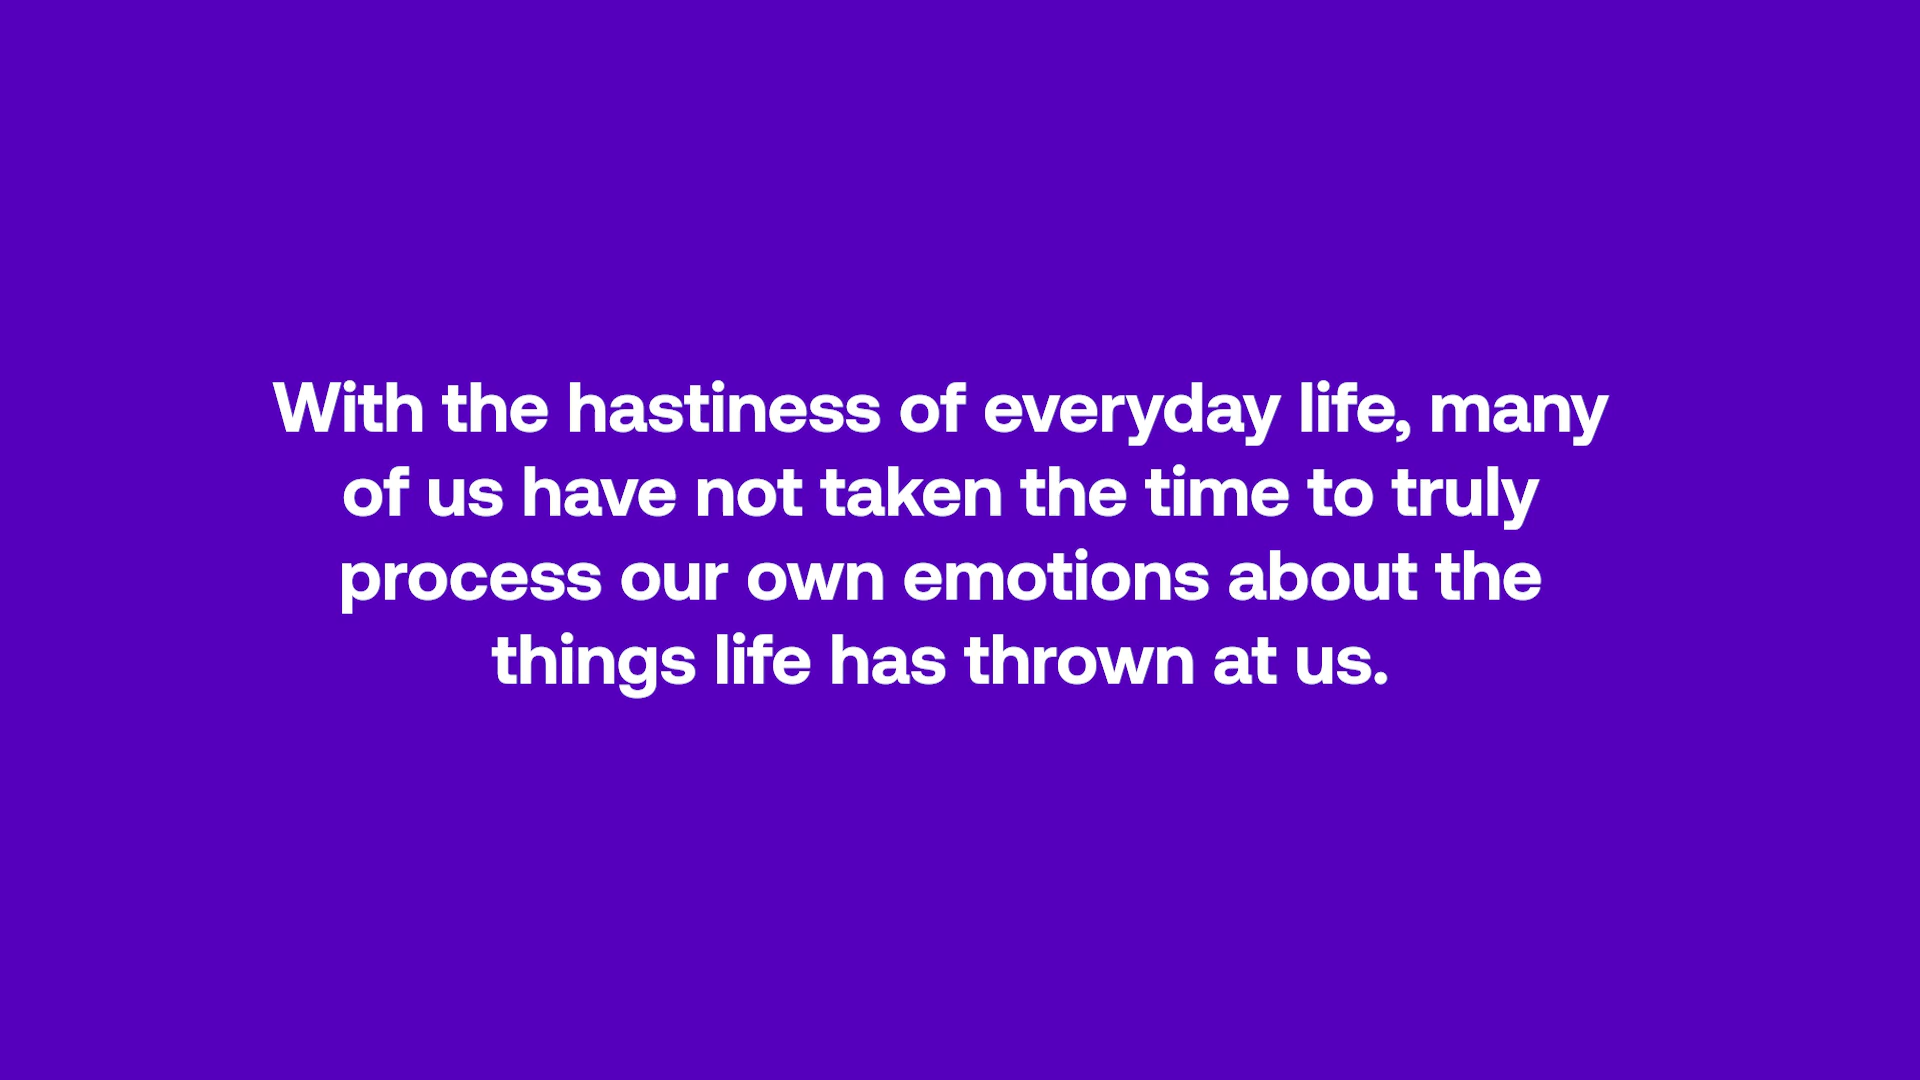 With the hastiness of everyday life, many
of us have not taken the time to truly
process our own emotions about the
things life has thrown at us.